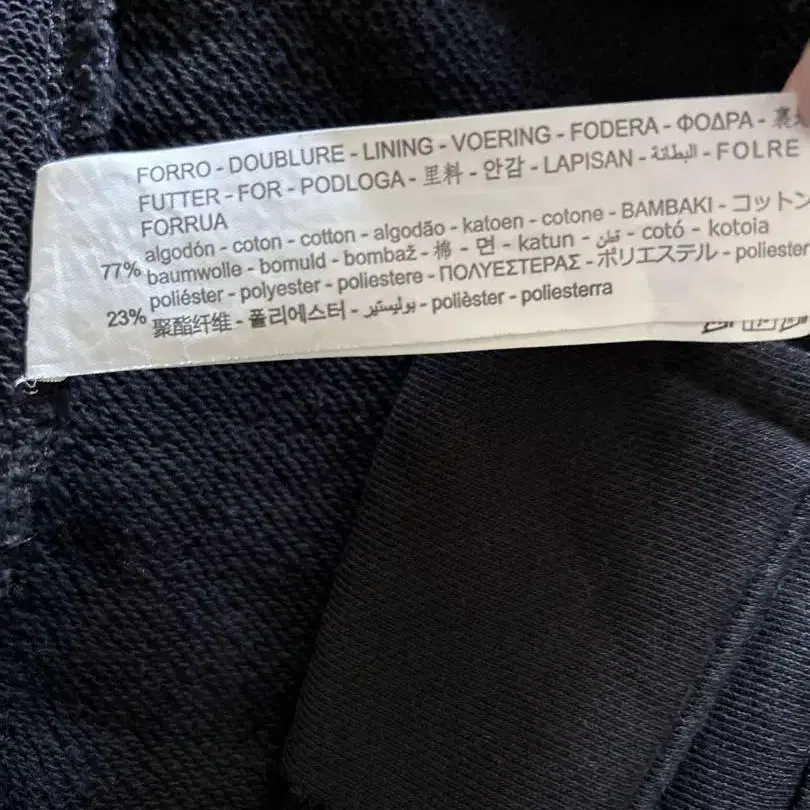 FORRO - DOUBLURE - LINING - VOERING - FODERA - ΦΟΔΡΑ - 裏
FUTTER - FOR - PODLOGA - 里料 - 안감 - LAPISAN - البطانة - FOLRE
FORRUA
77% algodón - coton - cotton - algodão - katoen - cotone - BAMBAKI - コットン
baumwolle - bomuld - bombaž - 棉 - 면 - katun - قطن - cotó - kotoia
23% poliéster - polyester - poliestere - ΠΟΛΥΕΣΤΕΡΑΣ - ポリエステル - poliester
聚酯纤维 - 폴리에스터 - بوليستير - polièster - poliesterra